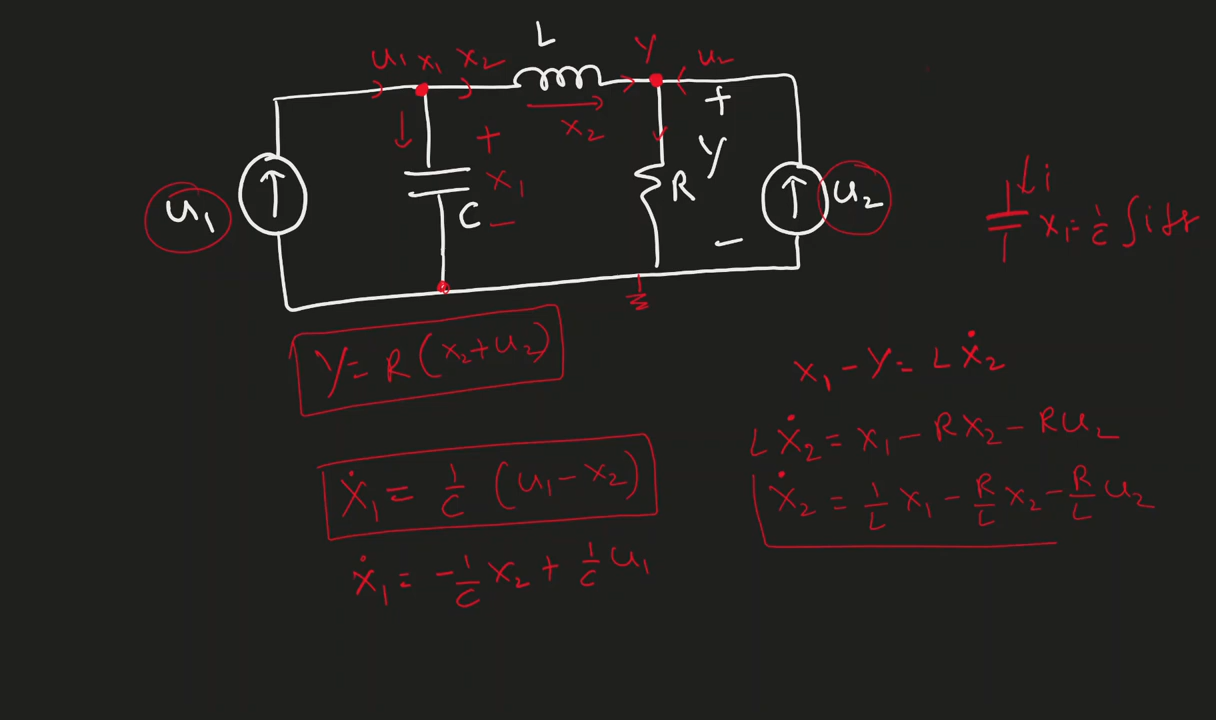 L
u₁ x₁ x₂ y u₂
x₂
+ +
u₁ x₁ y R u₂
C
- -
i
x₁ = 1/C ∫ i dt
y = R (x₂ + u₂)
x₁ - y = L ẋ₂
L ẋ₂ = x₁ - R x₂ - R u₂
ẋ₁ = 1/C (u₁ - x₂)
ẋ₂ = 1/L x₁ - R/L x₂ - R/L u₂
ẋ₁ = -1/C x₂ + 1/C u₁